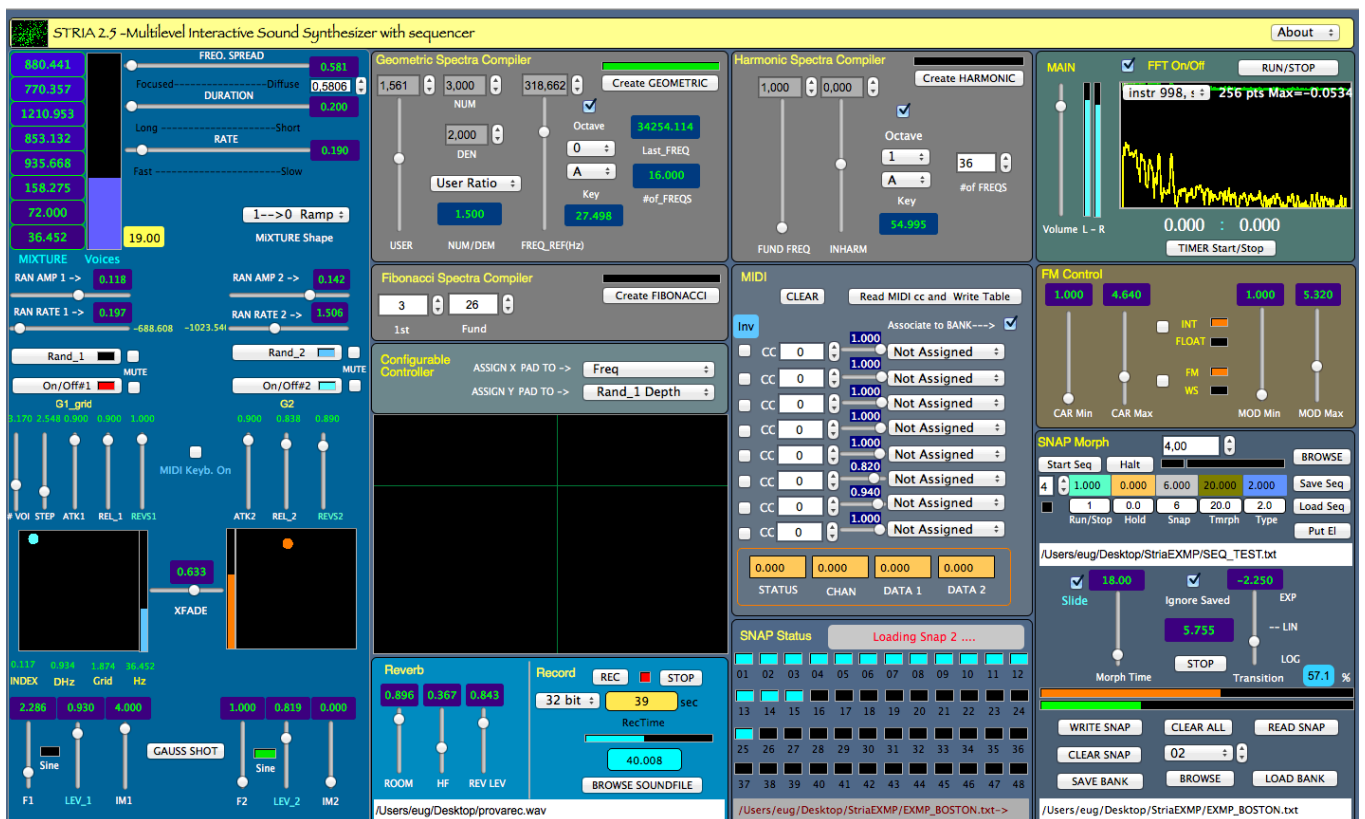 STRIA 2.5 -Multilevel Interactive Sound Synthesizer with sequencer
About
880.441
770.357
1210.953
853.132
935.668
158.275
72.000
36.452
19.00
MIXTURE Voices
FREQ. SPREAD
0.581
Focused-----------------------Diffuse 0,5806
DURATION
0.200
Long ------------------------Short
RATE
0.190
Fast --------------------------Slow
1-->0 Ramp
MIXTURE Shape
RAN AMP 1 -> 0.118
RAN AMP 2 -> 0.142
RAN RATE 1 -> 0.197
RAN RATE 2 -> 1.506
-688.608
Rand_1
MUTE
Rand_2
MUTE
On/Off#1
On/Off#2
G1_grid
G2
2.548 0.900 0.900 1.000
0.900 0.838 0.890
MIDI Keyb. On
VOI STEP ATK1 REL_1 REVS1
ATK2 REL_2 REVS2
0.633
XFADE
0.117 0.934 1.874 36.452
INDEX DHz Grid Hz
2.286 0.930 4.000
1.000 0.819 0.000
Sine
GAUSS SHOT
Sine
F1 LEV_1 IM1
F2 LEV_2 IM2
Geometric Spectra Compiler
Create GEOMETRIC
1,561 3,000 318,662
NUM
2,000
DEN
Octave
0
A
Key
34254.114
Last_FREQ
16.000
#of_FREQS
User Ratio
1.500
27.498
USER NUM/DEM FREQ_REF(Hz)
Fibonacci Spectra Compiler
Create FIBONACCI
3 26
1st Fund
Configurable
Controller
ASSIGN X PAD TO -> Freq
ASSIGN Y PAD TO -> Rand_1 Depth
Reverb
0.896 0.367 0.843
ROOM HF REV LEV
Record REC STOP
32 bit 39 sec
RecTime
40.008
BROWSE SOUNDFILE
/Users/eug/Desktop/provarec.wav
Harmonic Spectra Compiler
Create HARMONIC
1,000 0,000
Octave
1
A
Key
54.995
36
#of FREQS
FUND FREQ INHARM
MIDI
CLEAR Read MIDI cc and Write Table
Inv
Associate to BANK--->
1.000
CC 0 Not Assigned
1.000
CC 0 Not Assigned
1.000
CC 0 Not Assigned
1.000
CC 0 Not Assigned
1.000
CC 0 Not Assigned
0.820
CC 0 Not Assigned
0.940
CC 0 Not Assigned
1.000
CC 0 Not Assigned
0.000 0.000 0.000 0.000
STATUS CHAN DATA 1 DATA 2
SNAP Status Loading Snap 2 ....
01 02 03 04 05 06 07 08 09 10 11 12
13 14 15 16 17 18 19 20 21 22 23 24
25 26 27 28 29 30 31 32 33 34 35 36
37 38 39 40 41 42 43 44 45 46 47 48
/Users/eug/Desktop/StriaEXMP/EXMP_BOSTON.txt->
MAIN
FFT On/Off RUN/STOP
instr 998, 256 pts Max=-0.0534
Volume L - R
0.000 : 0.000
TIMER Start/Stop
FM Control
1.000 4.640 1.000 5.320
INT
FLOAT
FM
WS
CAR Min CAR Max MOD Min MOD Max
SNAP Morph 4,00
BROWSE
Start Seq Halt
4 1.000 0.000 6.000 20.000 2.000 Save Seq
1 0.0 6 20.0 2.0 Load Seq
Run/Stop Hold Snap Tmrph Type
Put El
/Users/eug/Desktop/StriaEXMP/SEQ_TEST.txt
18.00 -2.250
Slide Ignore Saved EXP
5.755 -- LIN
STOP LOG
Morph Time Transition 57.1 %
WRITE SNAP CLEAR ALL READ SNAP
CLEAR SNAP 02
SAVE BANK BROWSE LOAD BANK
/Users/eug/Desktop/StriaEXMP/EXMP_BOSTON.txt